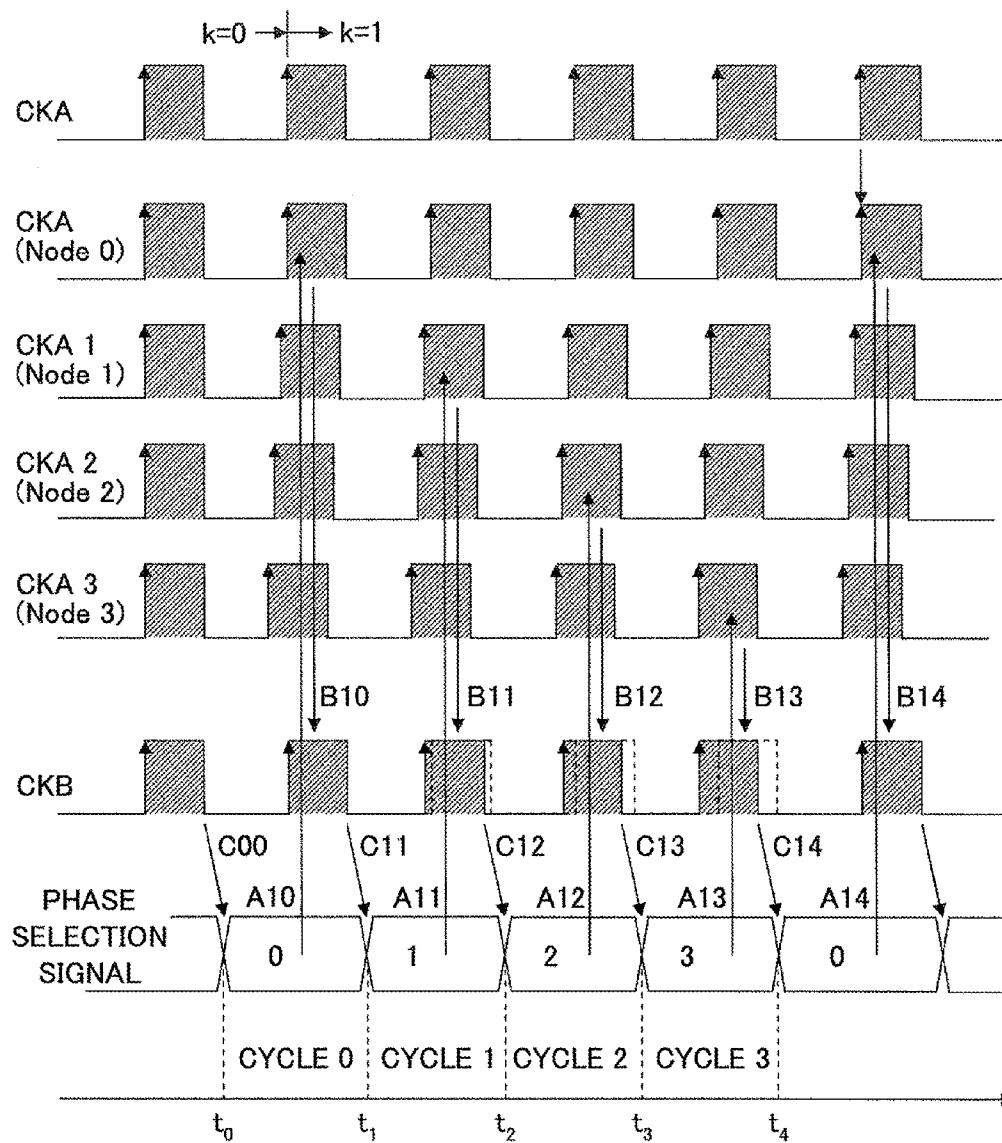 k=0 k=1
CKA
CKA
(Node 0)
CKA 1
(Node 1)
CKA 2
(Node 2)
CKA 3
(Node 3)
B10 B11 B12 B13 B14
CKB
C00 C11 C12 C13 C14
PHASE
SELECTION
SIGNAL
A10 A11 A12 A13 A14
0 1 2 3 0
CYCLE 0 CYCLE 1 CYCLE 2 CYCLE 3
t0 t1 t2 t3 t4